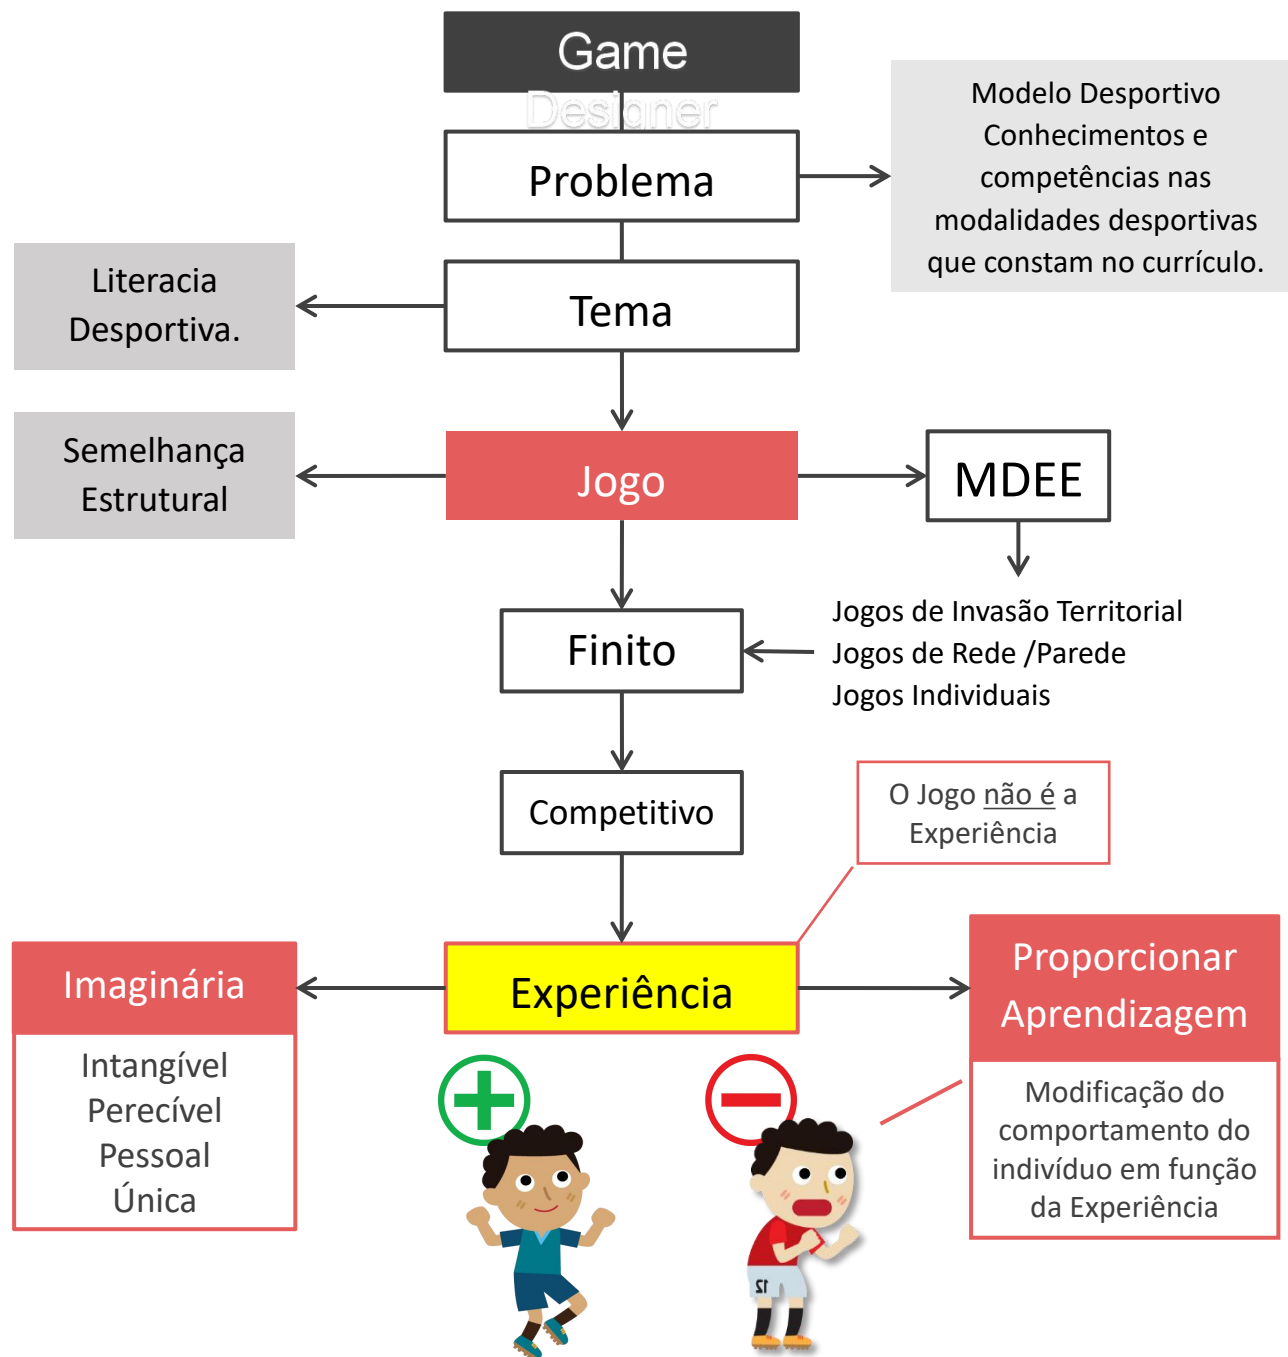 Game
Designer
Problema
Modelo Desportivo
Conhecimentos e
competências nas
modalidades desportivas
que constam no currículo.
Literacia
Desportiva.
Tema
Semelhança
Estrutural
Jogo
MDEE
Finito
Jogos de Invasão Territorial
Jogos de Rede /Parede
Jogos Individuais
Competitivo
O Jogo não é a
Experiência
Imaginária
Intangível
Perecível
Pessoal
Única
Experiência
Proporcionar
Aprendizagem
Modificação do
comportamento do
indivíduo em função
da Experiência
12